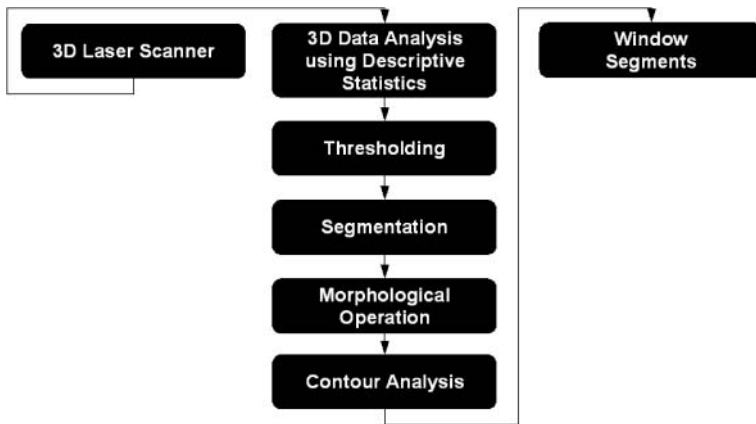 3D Laser Scanner
3D Data Analysis
using Descriptive
Statistics
Thresholding
Segmentation
Morphological
Operation
Contour Analysis
Window
Segments